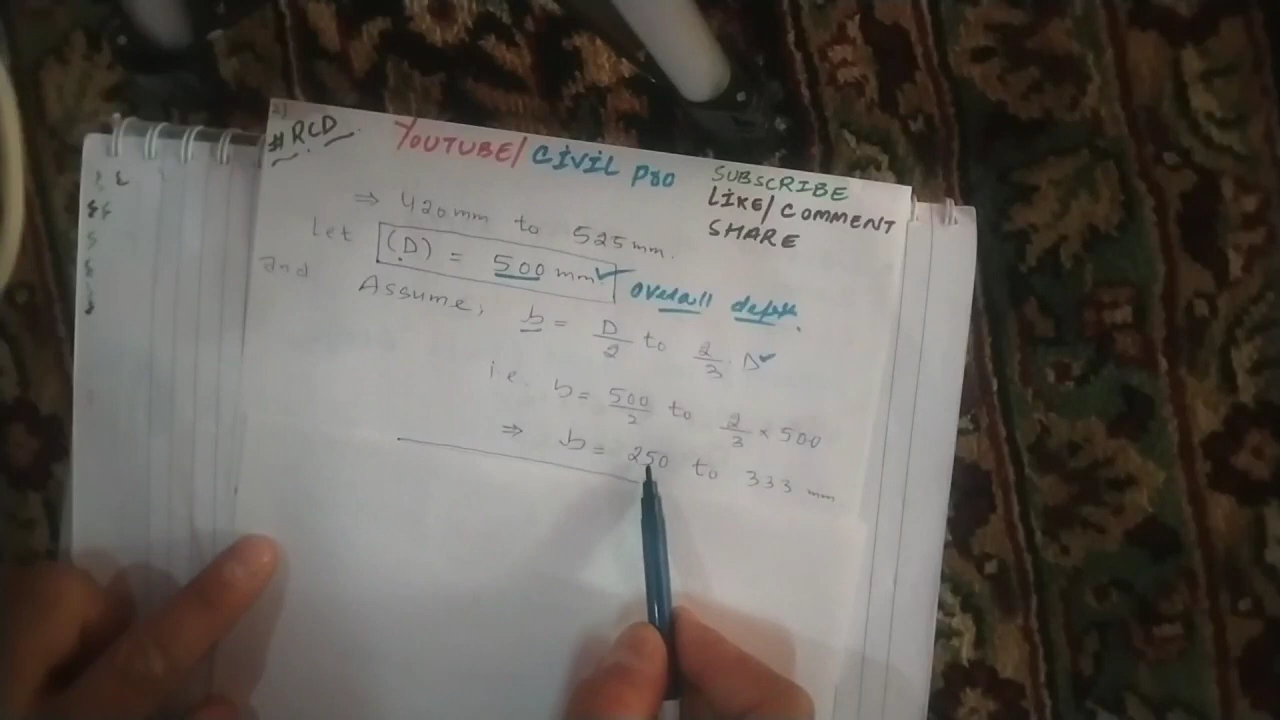 #RCD
YOUTUBE/ CIVIL PRO
SUBSCRIBE
LIKE/COMMENT
SHARE
⇒ 420mm to 525mm.
Let (D) = 500 mm✓ overall depth.
and Assume, b = D/2 to 2/3 . D✓
i.e. b = 500/2 to 2/3 × 500
⇒ b = 250 to 333 mm